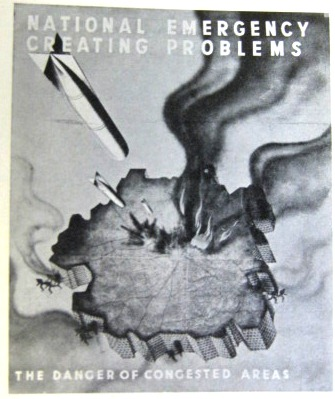 NATIONAL EMERGENCY
CREATING PROBLEMS
THE DANGER OF CONGESTED AREAS